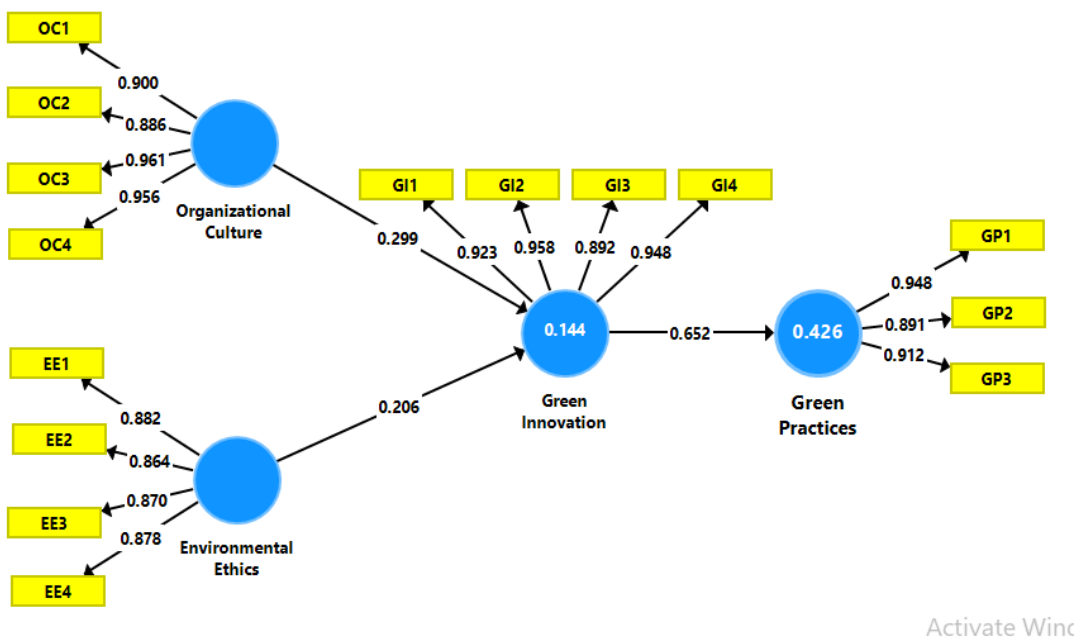 OC1
0.900
OC2
0.886
OC3
0.961
0.956
OC4
Organizational
Culture
0.299
GI1
GI2
GI3
GI4
0.923
0.958
0.892
0.948
EE1
0.882
EE2
0.864
0.870
EE3
0.878
EE4
Environmental
Ethics
0.206
0.144
Green
Innovation
0.652
0.426
Green
Practices
GP1
0.948
GP2
0.891
0.912
GP3
Activate Wind